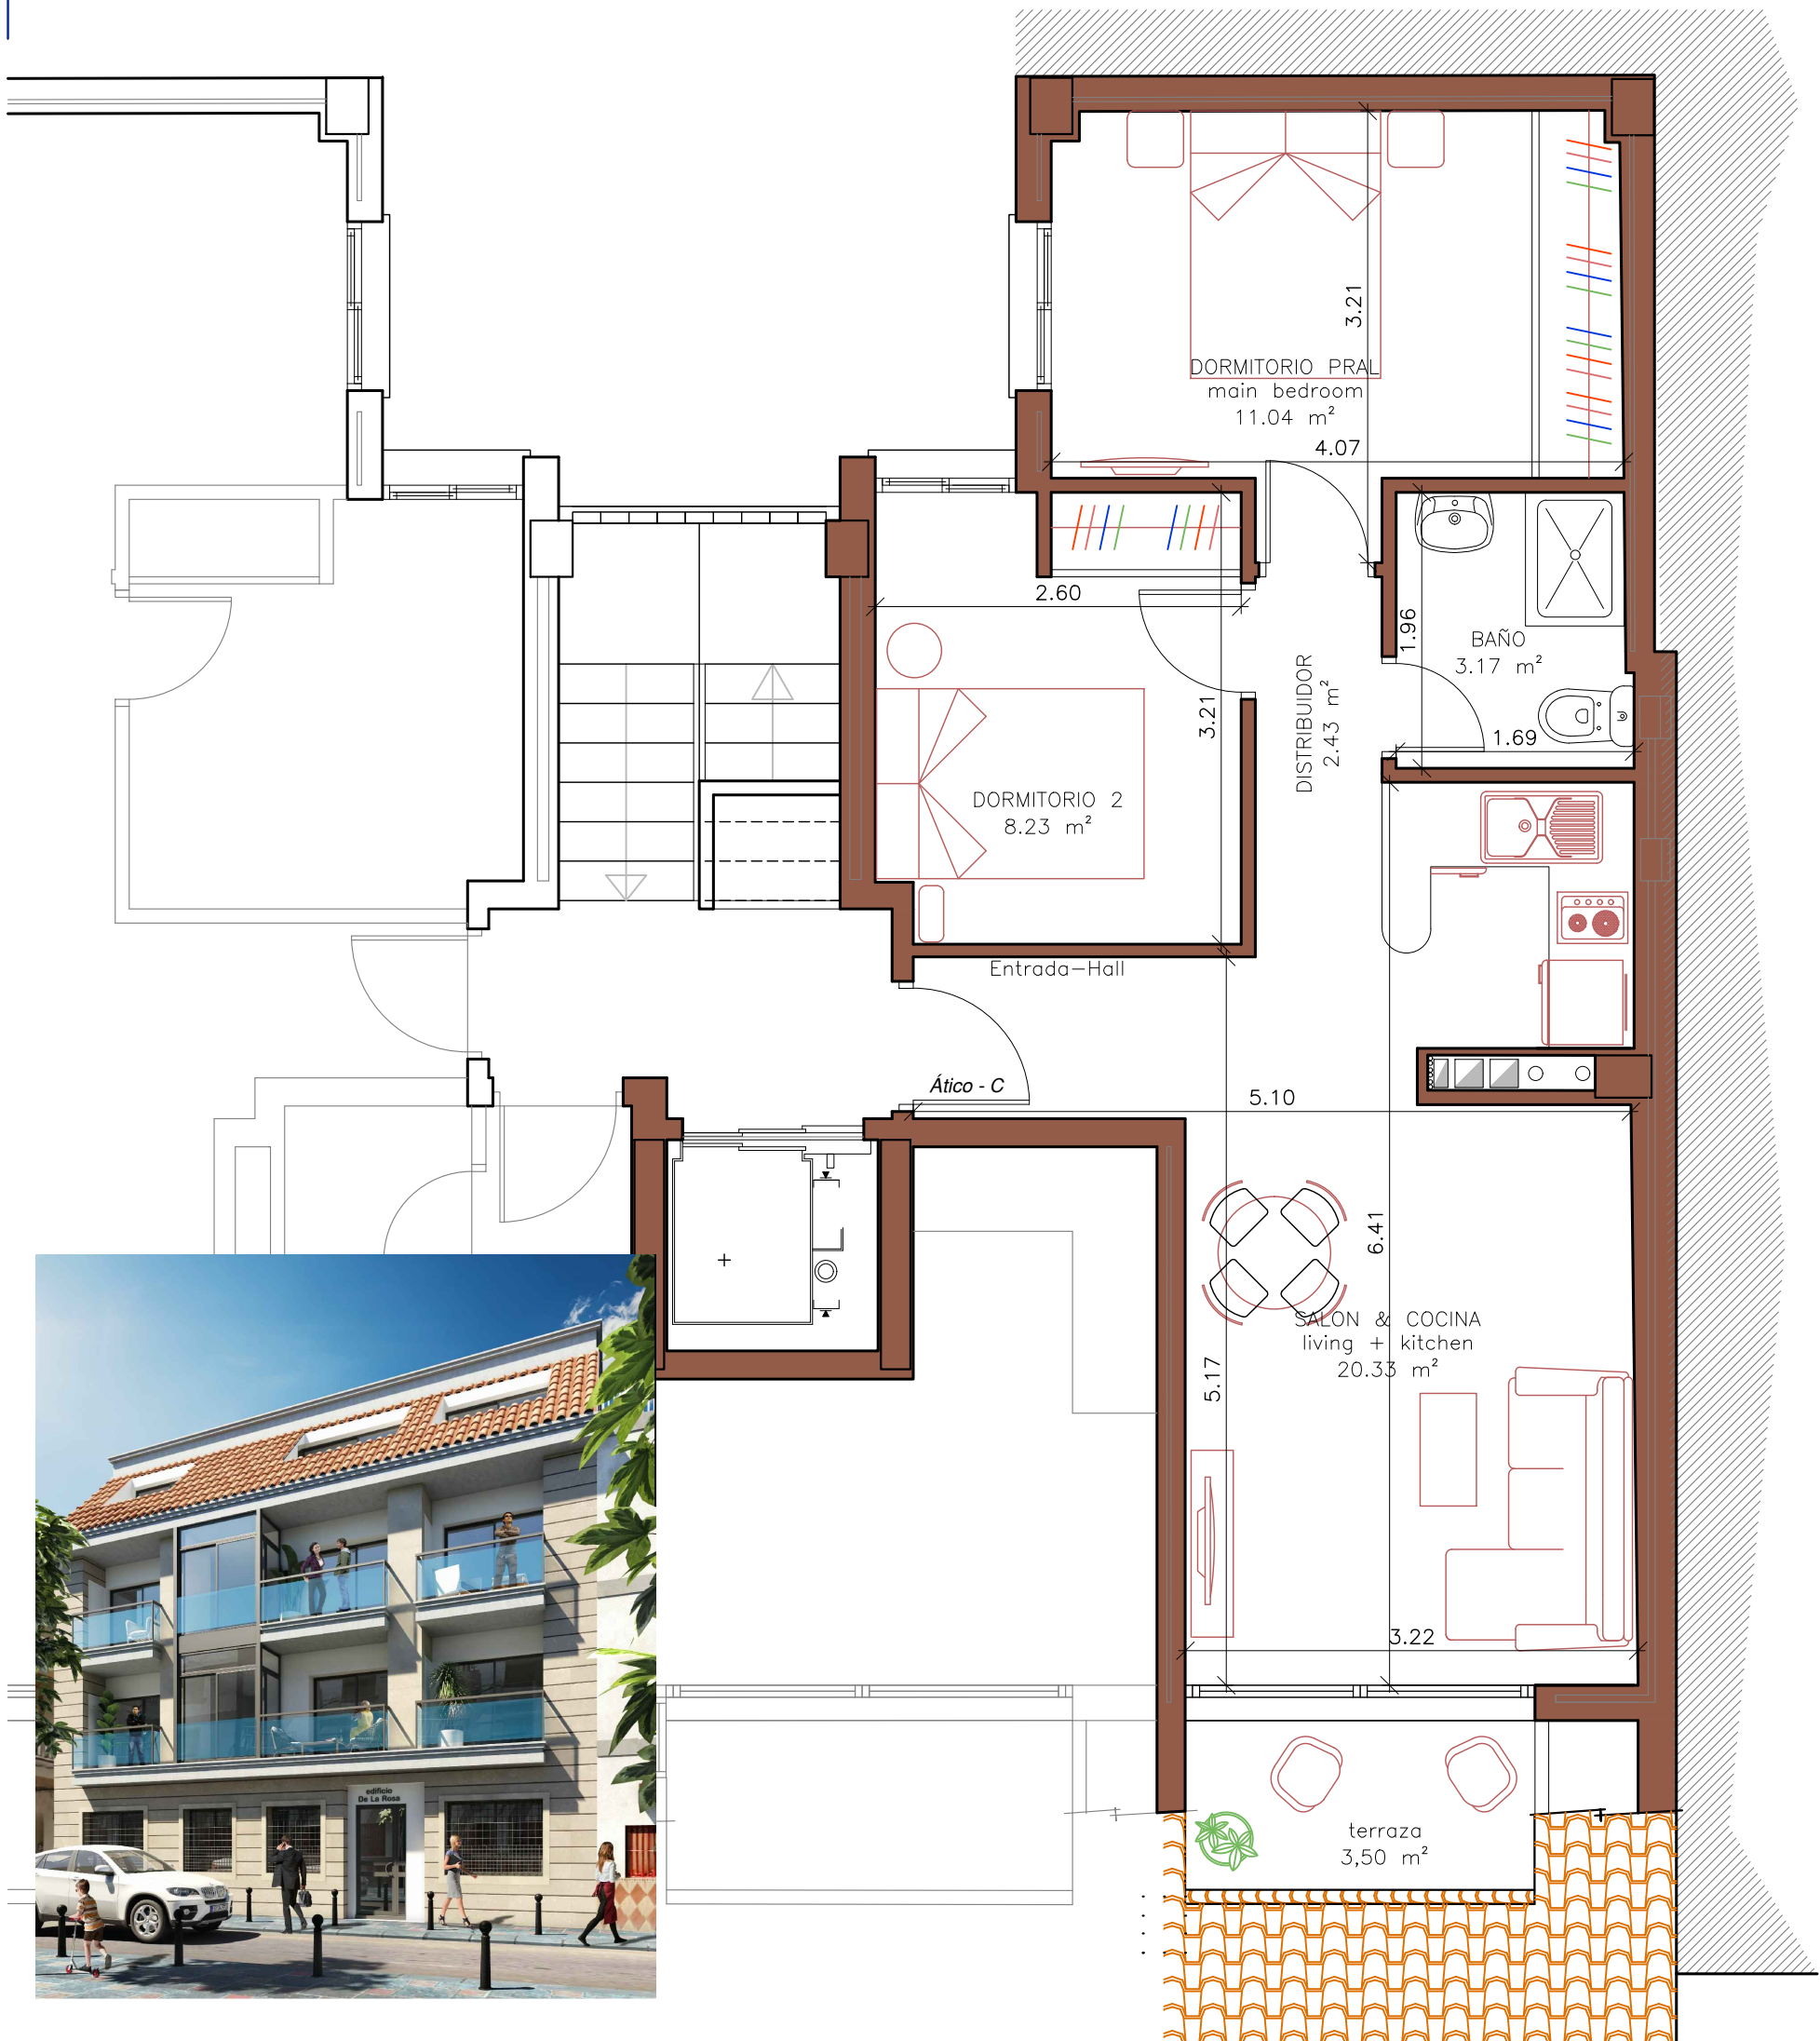 3.21
DORMITORIO PRAL
main bedroom
11.04 m²
4.07
2.60
1.96
BAÑO
3.17 m²
DISTRIBUIDOR
2.43 m²
3.21
1.69
DORMITORIO 2
8.23 m²
Entrada-Hall
Ático - C
5.10
6.41
SALON & COCINA
living + kitchen
20.33 m²
5.17
3.22
terraza
3,50 m²
edificio
De La Rosa